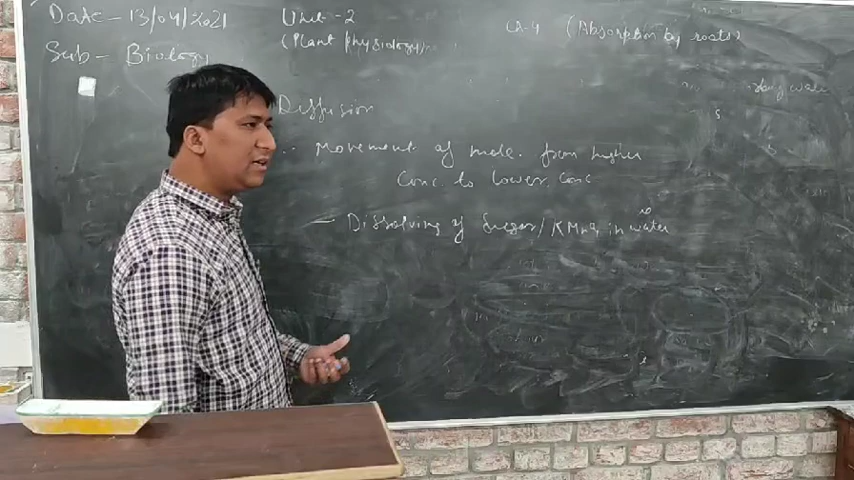 Date - 13/04/2021
Unit - 2
Ch-4 (Absorption by roots)
Sub - Biology
(Plant physiology)
Diffusion
Movement of mole. from higher
Conc. to lower conc
- Dissolving of Sugar/KMnO4 in water